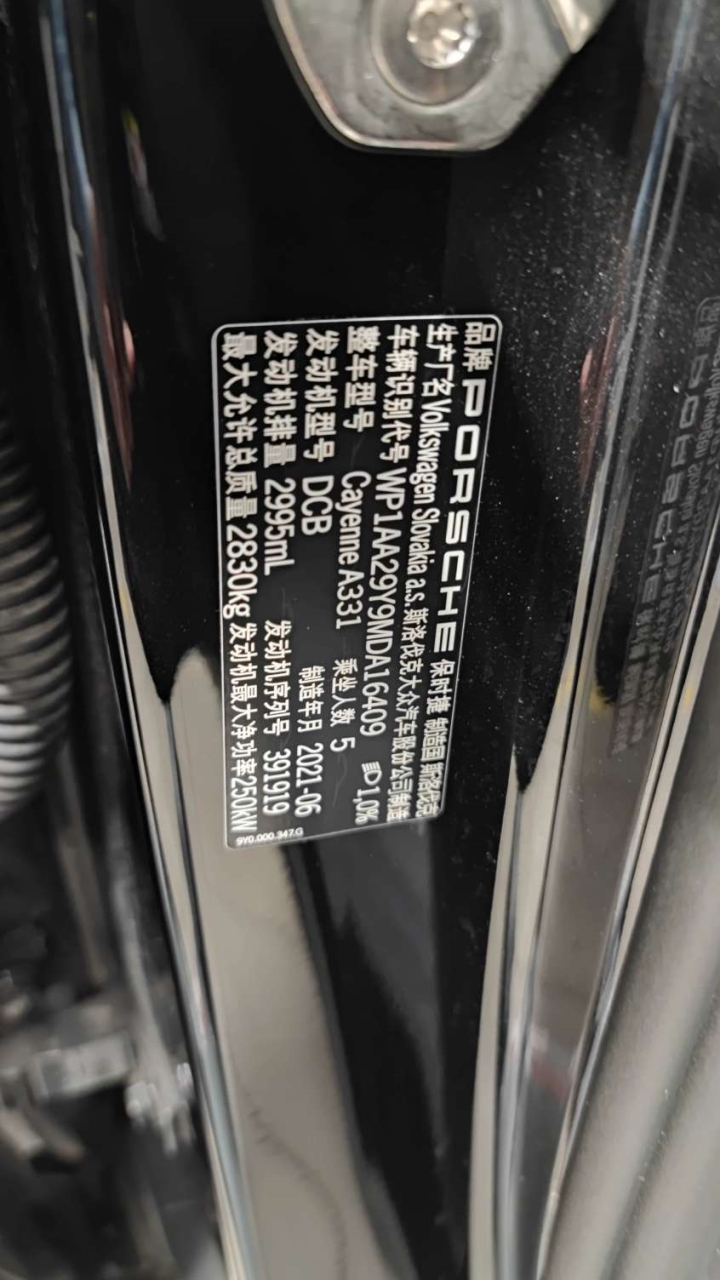 品牌 PORSCHE 保时捷 制造国 斯洛伐克
生产厂名 Volkswagen Slovakia a.s. 斯洛伐克大众汽车股份公司制造
车辆识别代号 WP1AA29Y9MDA16409 1,0%
整车型号 Cayenne A331 乘坐人数 5
发动机型号 DCB 制造年月 2021-06
发动机排量 2995mL 发动机序列号 391919
最大允许总质量 2830kg 发动机最大净功率 250kW
9Y0.000.347.G